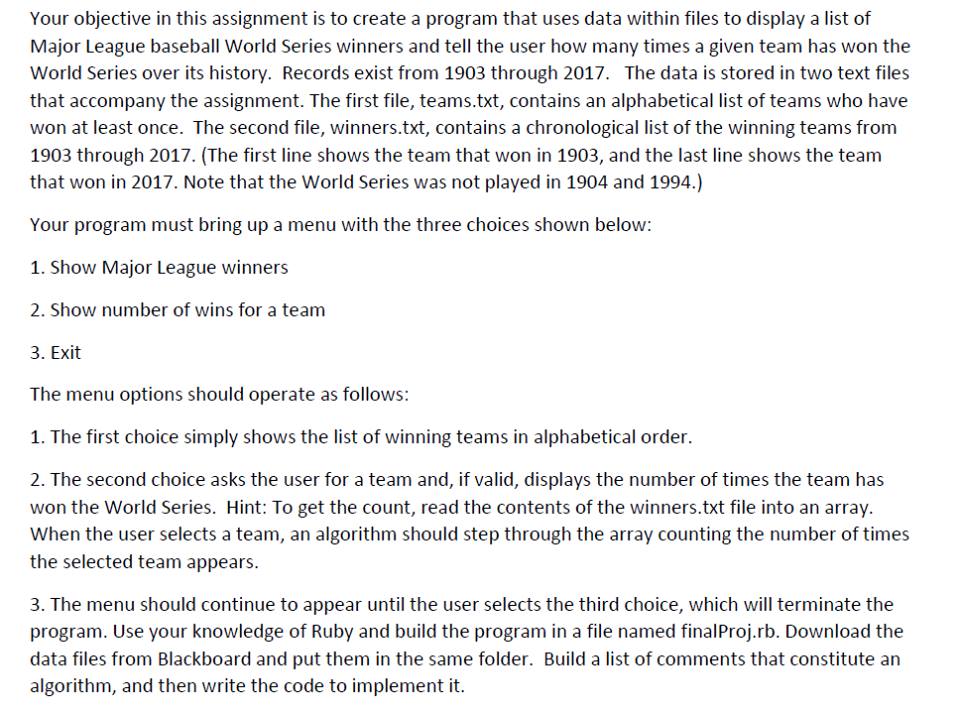 Your objective in this assignment is to create a program that uses data within files to display a list of
Major League baseball World Series winners and tell the user how many times a given team has won the
World Series over its history.  Records exist from 1903 through 2017.   The data is stored in two text files
that accompany the assignment. The first file, teams.txt, contains an alphabetical list of teams who have
won at least once.  The second file, winners.txt, contains a chronological list of the winning teams from
1903 through 2017. (The first line shows the team that won in 1903, and the last line shows the team
that won in 2017. Note that the World Series was not played in 1904 and 1994.)
Your program must bring up a menu with the three choices shown below:
1. Show Major League winners
2. Show number of wins for a team
3. Exit
The menu options should operate as follows:
1. The first choice simply shows the list of winning teams in alphabetical order.
2. The second choice asks the user for a team and, if valid, displays the number of times the team has
won the World Series.  Hint: To get the count, read the contents of the winners.txt file into an array.
When the user selects a team, an algorithm should step through the array counting the number of times
the selected team appears.
3. The menu should continue to appear until the user selects the third choice, which will terminate the
program. Use your knowledge of Ruby and build the program in a file named finalProj.rb. Download the
data files from Blackboard and put them in the same folder.  Build a list of comments that constitute an
algorithm, and then write the code to implement it.